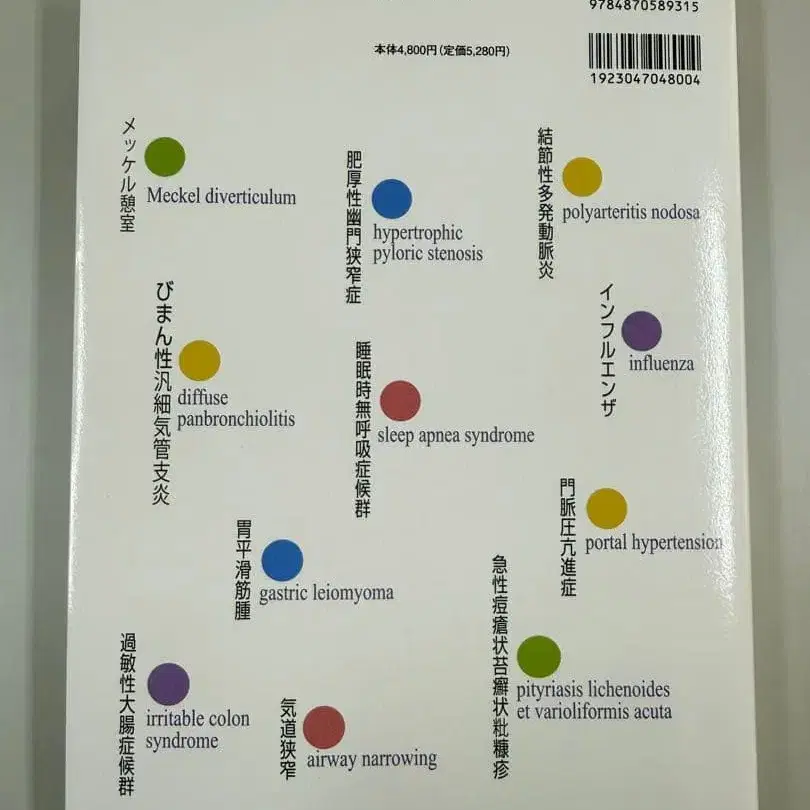 9784870589315
本体4,800円(定価5,280円)
1923047048004
メッケル憩室
Meckel diverticulum
肥厚性幽門狭窄症
hypertrophic
pyloric stenosis
結節性多発動脈炎
polyarteritis nodosa
びまん性汎細気管支炎
diffuse
panbronchiolitis
睡眠時無呼吸症候群
sleep apnea syndrome
インフルエンザ
influenza
門脈圧亢進症
portal hypertension
胃平滑筋腫
gastric leiomyoma
急性痘瘡状苔癬状粃糠疹
pityriasis lichenoides
et varioliformis acuta
過敏性大腸症候群
irritable colon
syndrome
気道狭窄
airway narrowing